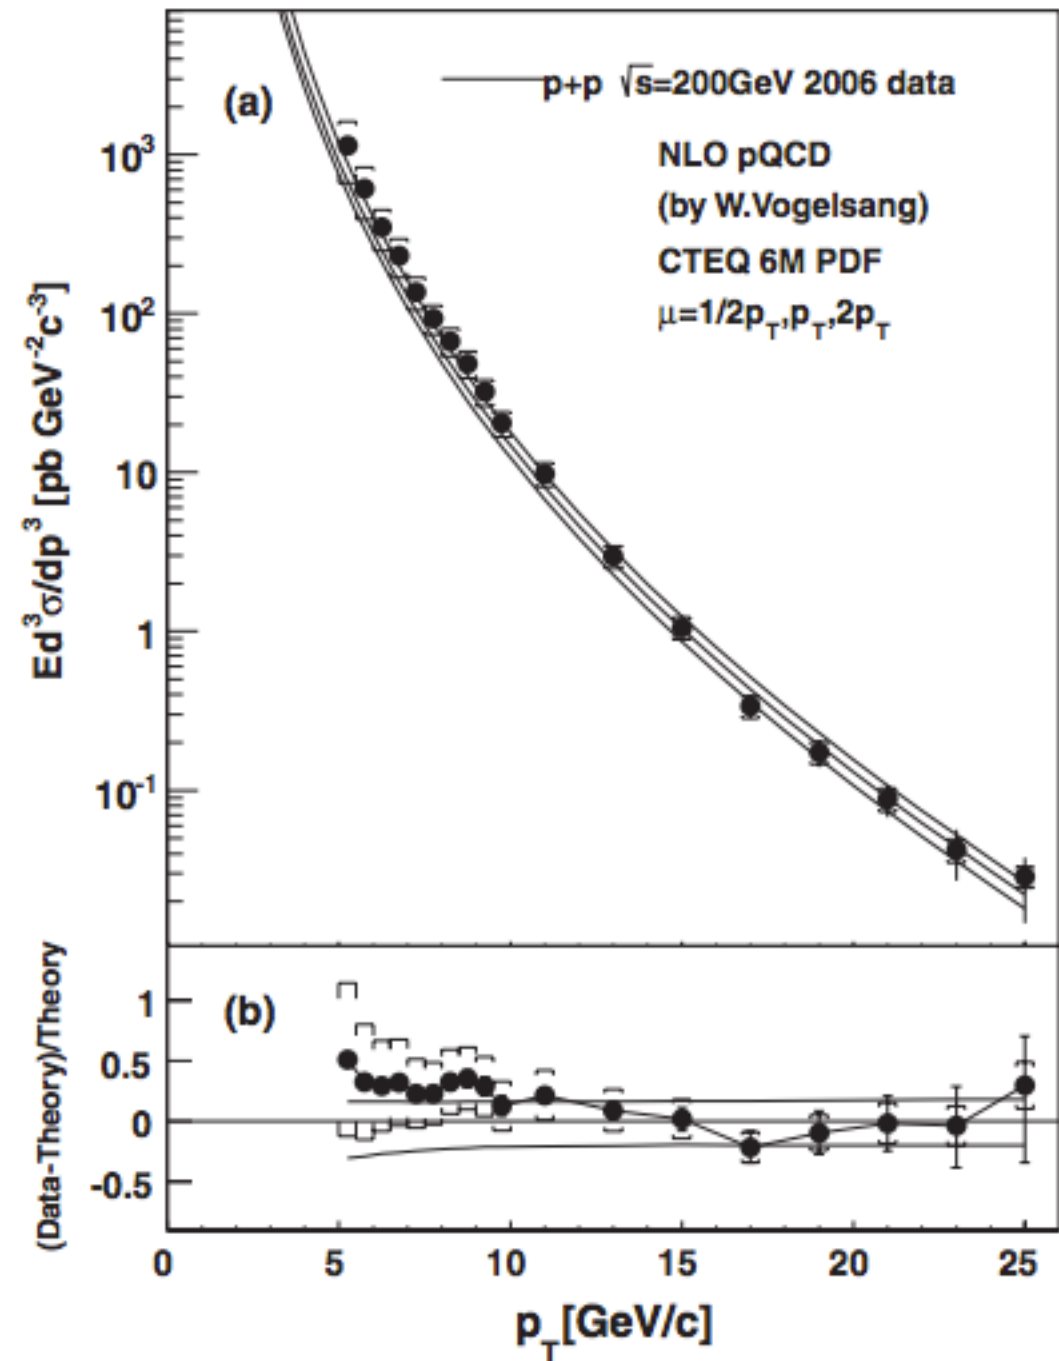 (a)
p+p √s=200GeV 2006 data
NLO pQCD
(by W.Vogelsang)
CTEQ 6M PDF
μ=1/2p_T,p_T,2p_T
Ed³σ/dp³ [pb GeV⁻²c⁻³]
10³
10²
10
1
10⁻¹
(b)
(Data-Theory)/Theory
1
0.5
0
-0.5
0 5 10 15 20 25
p_T[GeV/c]